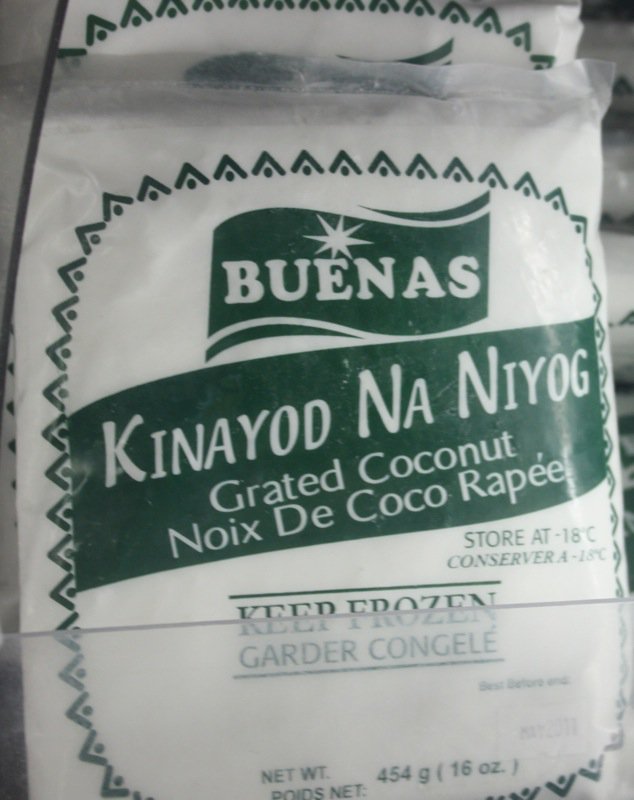 BUENAS
KINAYOD NA NIYOG
Grated Coconut
Noix De Coco Rapée
STORE AT -18°C
CONSERVER A -18°C
KEEP FROZEN
GARDER CONGELÉ
Best Before end:
MAY2011
NET WT. 454 g ( 16 oz. )
POIDS NET: